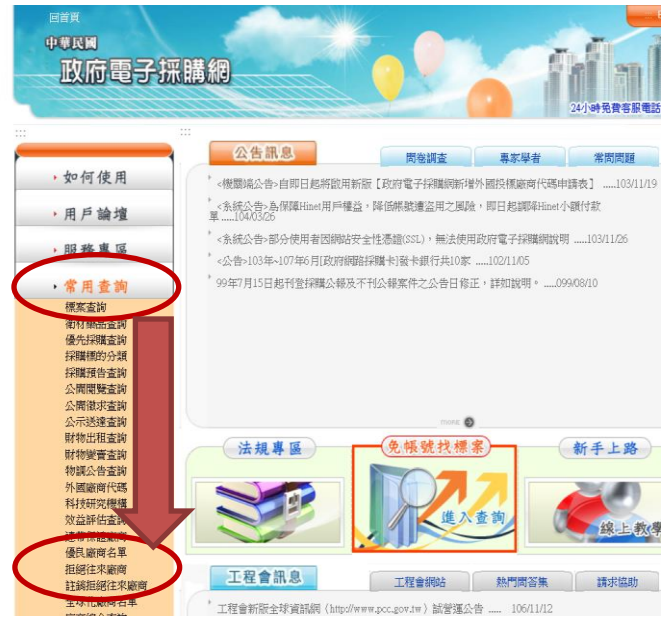 回首頁
中華民國
政府電子採購網
24小時免費客服電話
:::
:::
如何使用
用戶論壇
服務專區
常用查詢
標案查詢
衛材藥品查詢
優先採購查詢
採購標的分類
採購預告查詢
公開閱覽查詢
公開徵求查詢
公示送達查詢
財物出租查詢
財物變賣查詢
物調公告查詢
外國廠商代碼
科技研究機構
效益評估查詢
優良廠商名單
拒絕往來廠商
註銷拒絕往來廠商
全球化廠商名單
公告訊息
問卷調查
專家學者
常問問題
<機關端公告>自即日起將啟用新版【政府電子採購網新增外國投標廠商代碼申請表】 .....103/11/19
<系統公告>為保障Hinet用戶權益，降低帳號遭盜用之風險，即日起調降Hinet小額付款
單.....104/03/26
<系統公告>部分使用者因網站安全性憑證(SSL)，無法使用政府電子採購網說明 .....103/11/26
<公告>103年~107年6月[政府網路採購卡]發卡銀行共10家 .....102/11/05
99年7月15日起刊登採購公報及不刊公報案件之公告日修正，詳如說明。 .....099/08/10
more
法規專區
免帳號找標案
新手上路
進入查詢
線上教學
工程會訊息
工程會網站
熱門問答集
請求協助
工程會新版全球資訊網（http://www.pcc.gov.tw）試營運公告 ..... 106/11/12